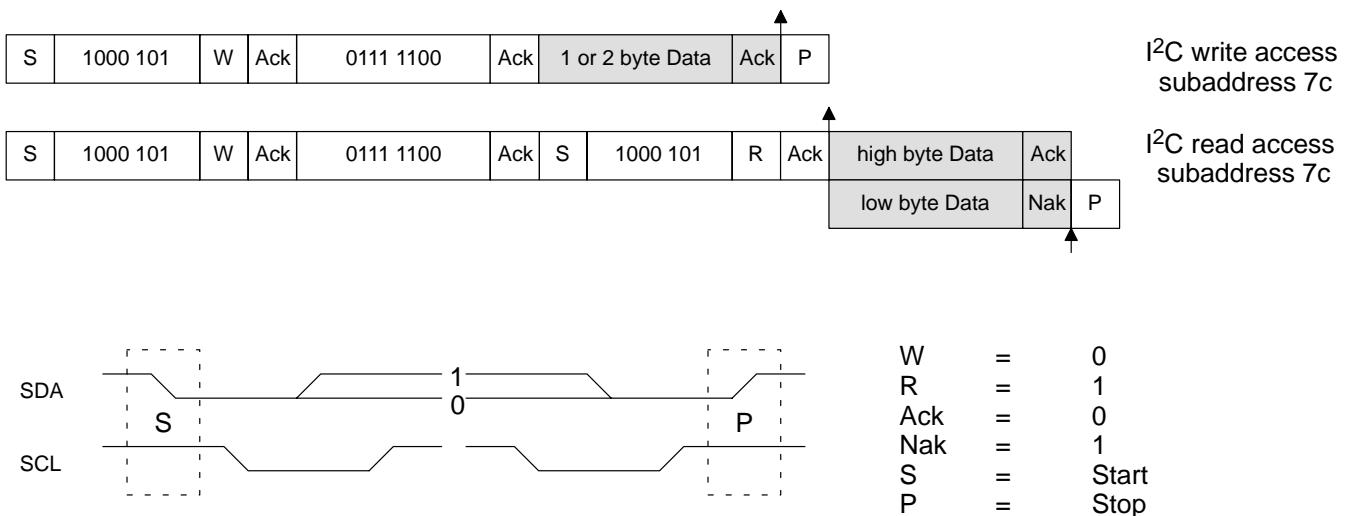 S 1000 101 W Ack 0111 1100 Ack 1 or 2 byte Data Ack P
I²C write access
subaddress 7c
S 1000 101 W Ack 0111 1100 Ack S 1000 101 R Ack high byte Data Ack
I²C read access
subaddress 7c
low byte Data Nak P
SDA
1
0
S
P
SCL
W = 0
R = 1
Ack = 0
Nak = 1
S = Start
P = Stop